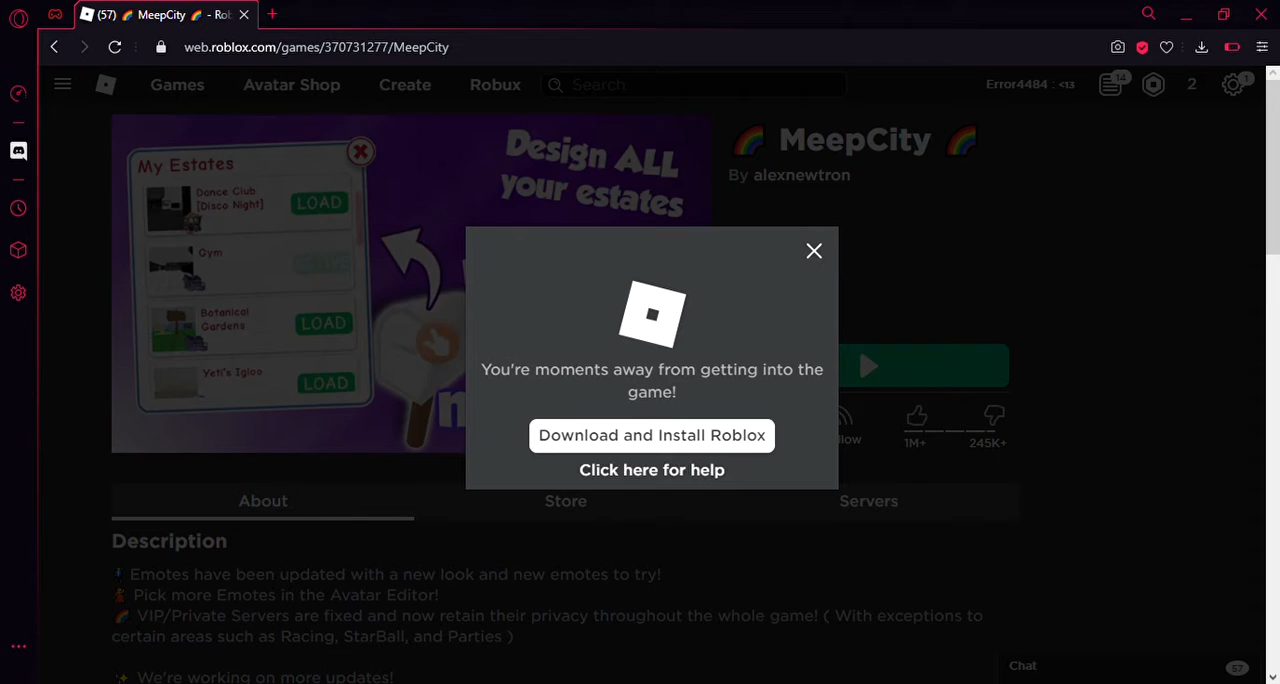 (57) 🌈 MeepCity 🌈 - Rob
web.roblox.com/games/370731277/MeepCity
Games Avatar Shop Create Robux Search Error4484 : <13 14 2 1
My Estates
Dance Club
[Disco Night] LOAD
Gym ACTIVE
Botanical
Gardens LOAD
Yeti's Igloo LOAD
Design ALL
your estates
🌈 MeepCity 🌈
By alexnewtron
You're moments away from getting into the
game!
Download and Install Roblox
Click here for help
1M+ 245K+
About Store Servers
Description
Emotes have been updated with a new look and new emotes to try!
Pick more Emotes in the Avatar Editor!
🌈 VIP/Private Servers are fixed and now retain their privacy throughout the whole game! ( With exceptions to
certain areas such as Racing, StarBall, and Parties )
✨ We're working on more updates!
Chat 57